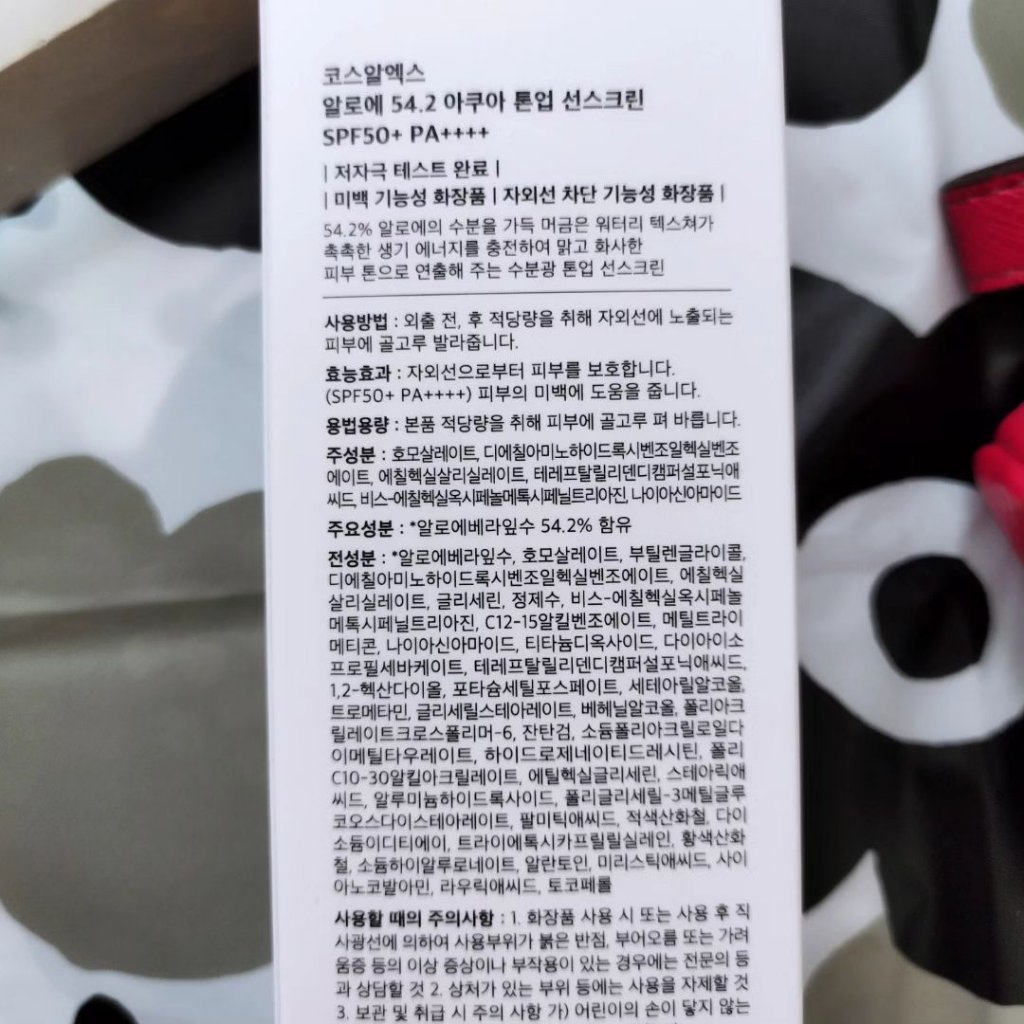 코스알엑스
알로에 54.2 아쿠아 톤업 선스크린
SPF50+ PA++++
| 저자극 테스트 완료 |
| 미백 기능성 화장품 | 자외선 차단 기능성 화장품 |
54.2% 알로에의 수분을 가득 머금은 워터리 텍스쳐가
촉촉한 생기 에너지를 충전하여 맑고 화사한
피부 톤으로 연출해 주는 수분광 톤업 선스크린
사용방법 : 외출 전, 후 적당량을 취해 자외선에 노출되는
피부에 골고루 발라줍니다.
효능효과 : 자외선으로부터 피부를 보호합니다.
(SPF50+ PA++++) 피부의 미백에 도움을 줍니다.
용법용량 : 본품 적당량을 취해 피부에 골고루 펴 바릅니다.
주성분 : 호모살레이트, 디에칠아미노하이드록시벤조일헥실벤조
에이트, 에칠헥실살리실레이트, 테레프탈릴리덴디캠퍼설포닉애
씨드, 비스-에칠헥실옥시페놀메톡시페닐트리아진, 나이아신아마이드
주요성분 : *알로에베라잎수 54.2% 함유
전성분 : *알로에베라잎수, 호모살레이트, 부틸렌글라이콜,
디에칠아미노하이드록시벤조일헥실벤조에이트, 에칠헥실
살리실레이트, 글리세린, 정제수, 비스-에칠헥실옥시페놀
메톡시페닐트리아진, C12-15알킬벤조에이트, 메틸트라이
메티콘, 나이아신아마이드, 티타늄디옥사이드, 다이아이소
프로필세바케이트, 테레프탈릴리덴디캠퍼설포닉애씨드,
1,2-헥산다이올, 포타슘세틸포스페이트, 세테아릴알코올,
트로메타민, 글리세릴스테아레이트, 베헤닐알코올, 폴리아크
릴레이트크로스폴리머-6, 잔탄검, 소듐폴리아크릴로일다
이메틸타우레이트, 하이드로제네이티드레시틴, 폴리
C10-30알킬아크릴레이트, 에틸헥실글리세린, 스테아릭애
씨드, 알루미늄하이드록사이드, 폴리글리세릴-3메틸글루
코오스다이스테아레이트, 팔미틱애씨드, 적색산화철, 다이
소듐이디티에이, 트라이에톡시카프릴릴실레인, 황색산화
철, 소듐하이알루로네이트, 알란토인, 미리스틱애씨드, 사이
아노코발아민, 라우릭애씨드, 토코페롤
사용할 때의 주의사항 : 1. 화장품 사용 시 또는 사용 후 직
사광선에 의하여 사용부위가 붉은 반점, 부어오름 또는 가려
움증 등의 이상 증상이나 부작용이 있는 경우에는 전문의 등
과 상담할 것 2. 상처가 있는 부위 등에는 사용을 자제할 것
3. 보관 및 취급 시 주의 사항 가) 어린이의 손이 닿지 않는